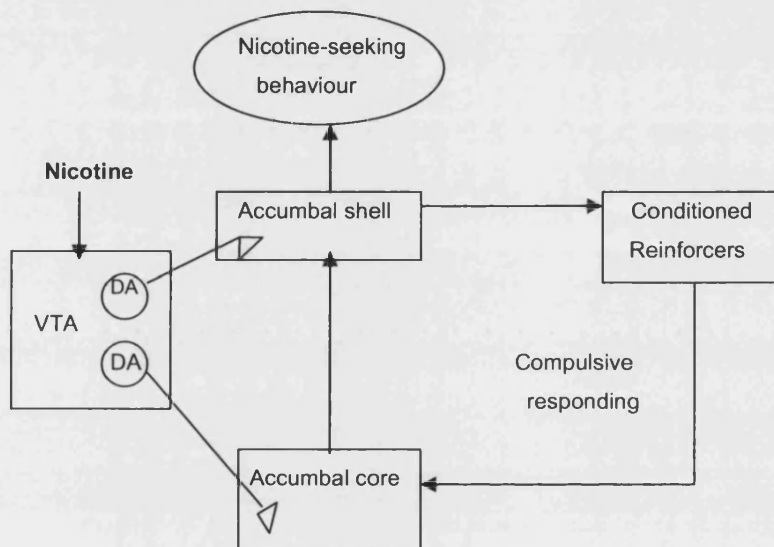 Nicotine-seeking
behaviour
Nicotine
Accumbal shell
Conditioned
Reinforcers
DA
VTA
DA
Compulsive
responding
Accumbal core